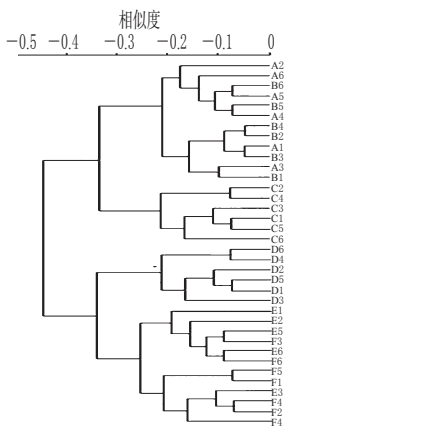 相似度
-0.5 -0.4 -0.3 -0.2 -0.1 0
A2
A6
B6
A5
B5
A4
B4
B2
A1
B3
A3
B1
C2
C4
C3
C1
C5
C6
D6
D4
D2
D5
D1
D3
E1
E2
E5
F3
E6
F6
F5
F1
E3
F4
F2
F4